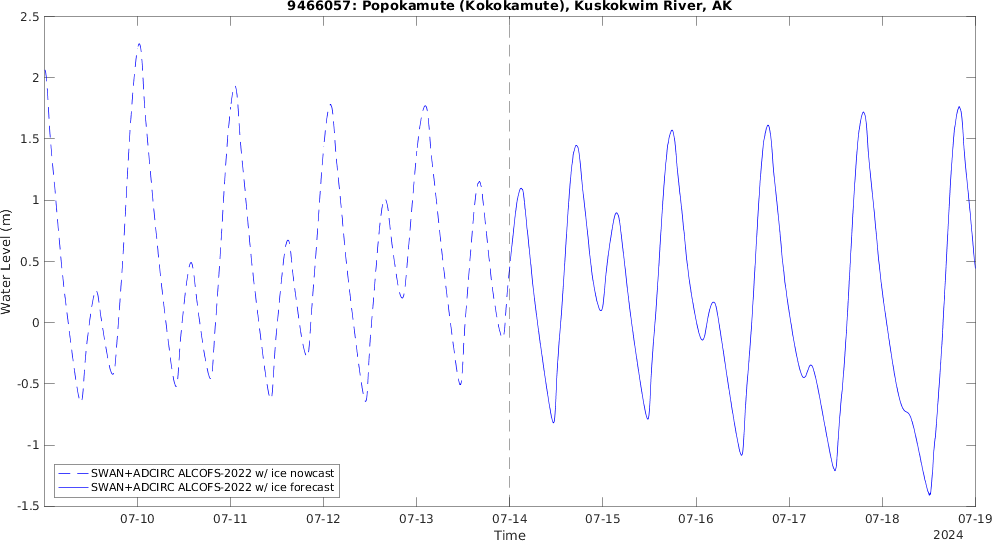 9466057: Popokamute (Kokokamute), Kuskokwim River, AK
2.5
2
1.5
1
0.5
0
-0.5
-1
-1.5
Water Level (m)
SWAN+ADCIRC ALCOFS-2022 w/ ice nowcast
SWAN+ADCIRC ALCOFS-2022 w/ ice forecast
07-10 07-11 07-12 07-13 07-14 07-15 07-16 07-17 07-18 07-19
Time
2024